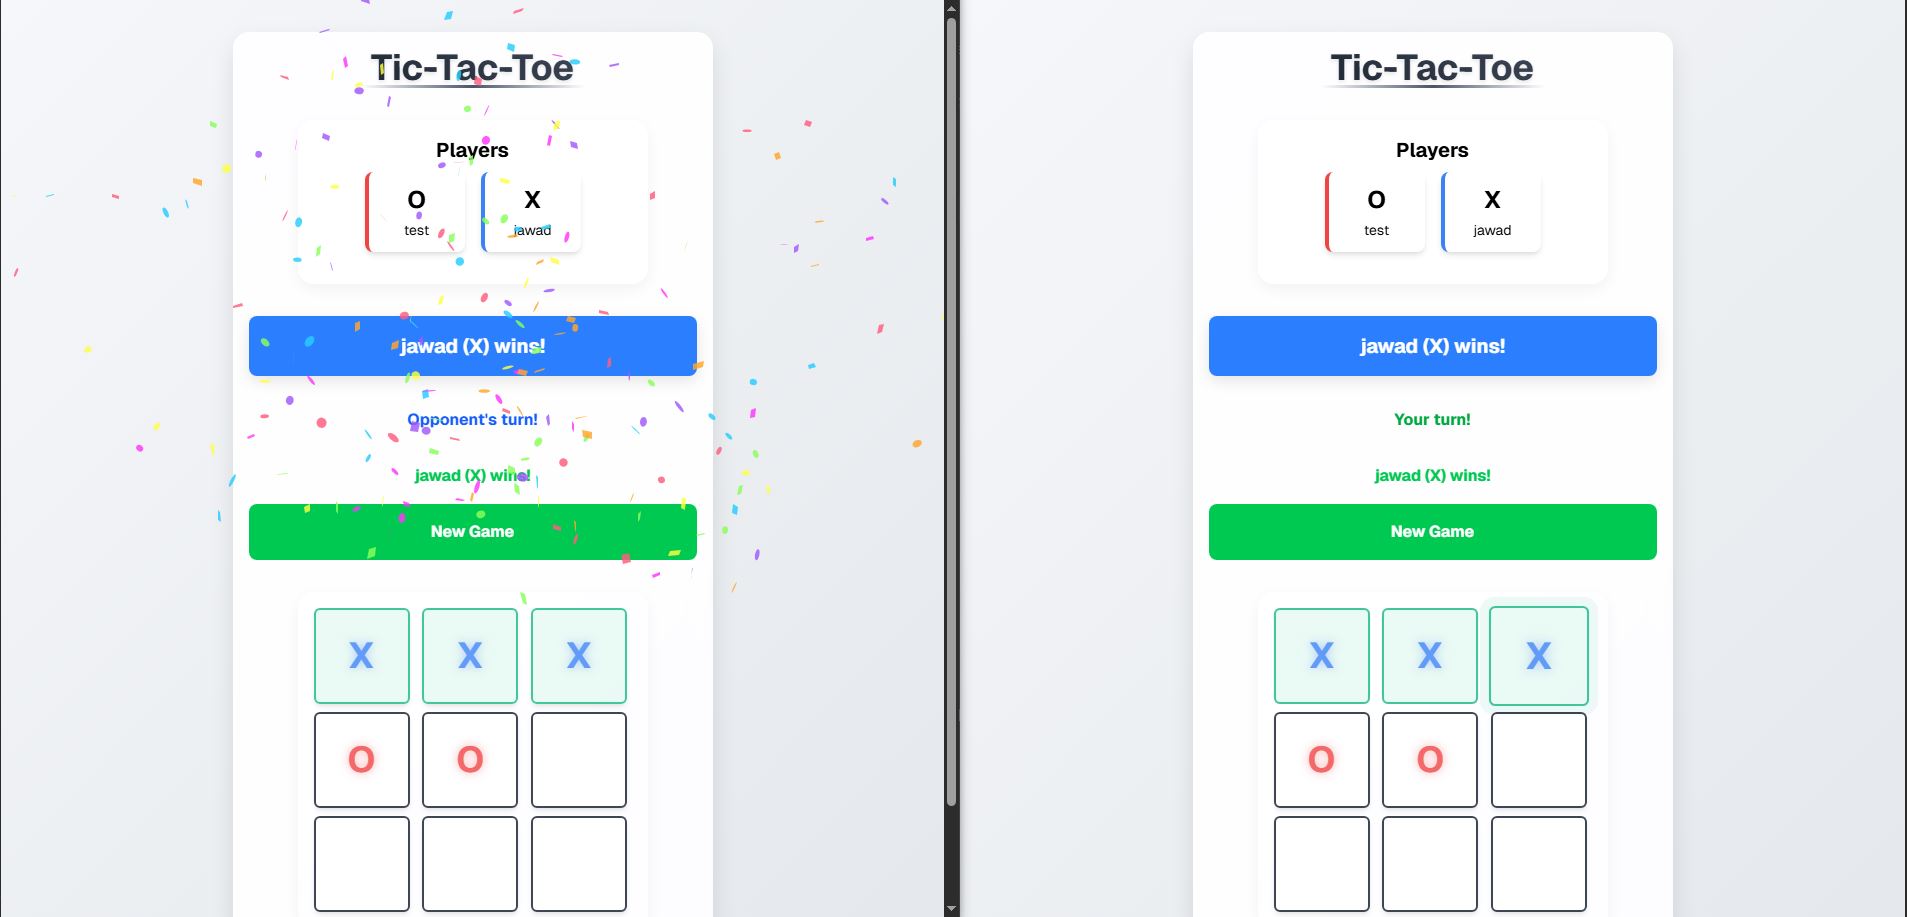 Tic-Tac-Toe
Players
O X
test jawad
jawad (X) wins!
Opponent's turn!
jawad (X) wins!
New Game
X X X
O O
Tic-Tac-Toe
Players
O X
test jawad
jawad (X) wins!
Your turn!
jawad (X) wins!
New Game
X X X
O O